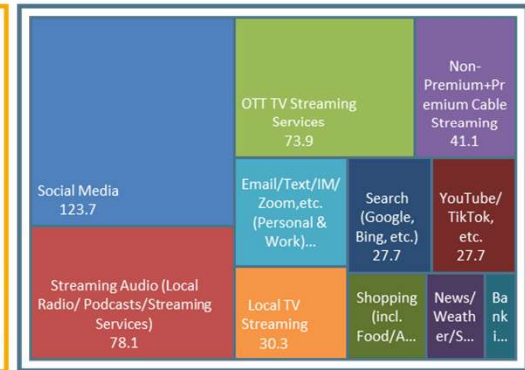 Social Media
123.7
Streaming Audio (Local
Radio/ Podcasts/Streaming
Services)
78.1
OTT TV Streaming
Services
73.9
Non-
Premium+Pr
emium Cable
Streaming
41.1
Email/Text/IM/
Zoom,etc.
(Personal &
Work)...
Local TV
Streaming
30.3
Search
(Google,
Bing, etc.)
27.7
YouTube/
TikTok,
etc.
27.7
Shopping
(incl.
Food/A...
News/
Weath
er/S...
Ba
nk
i...